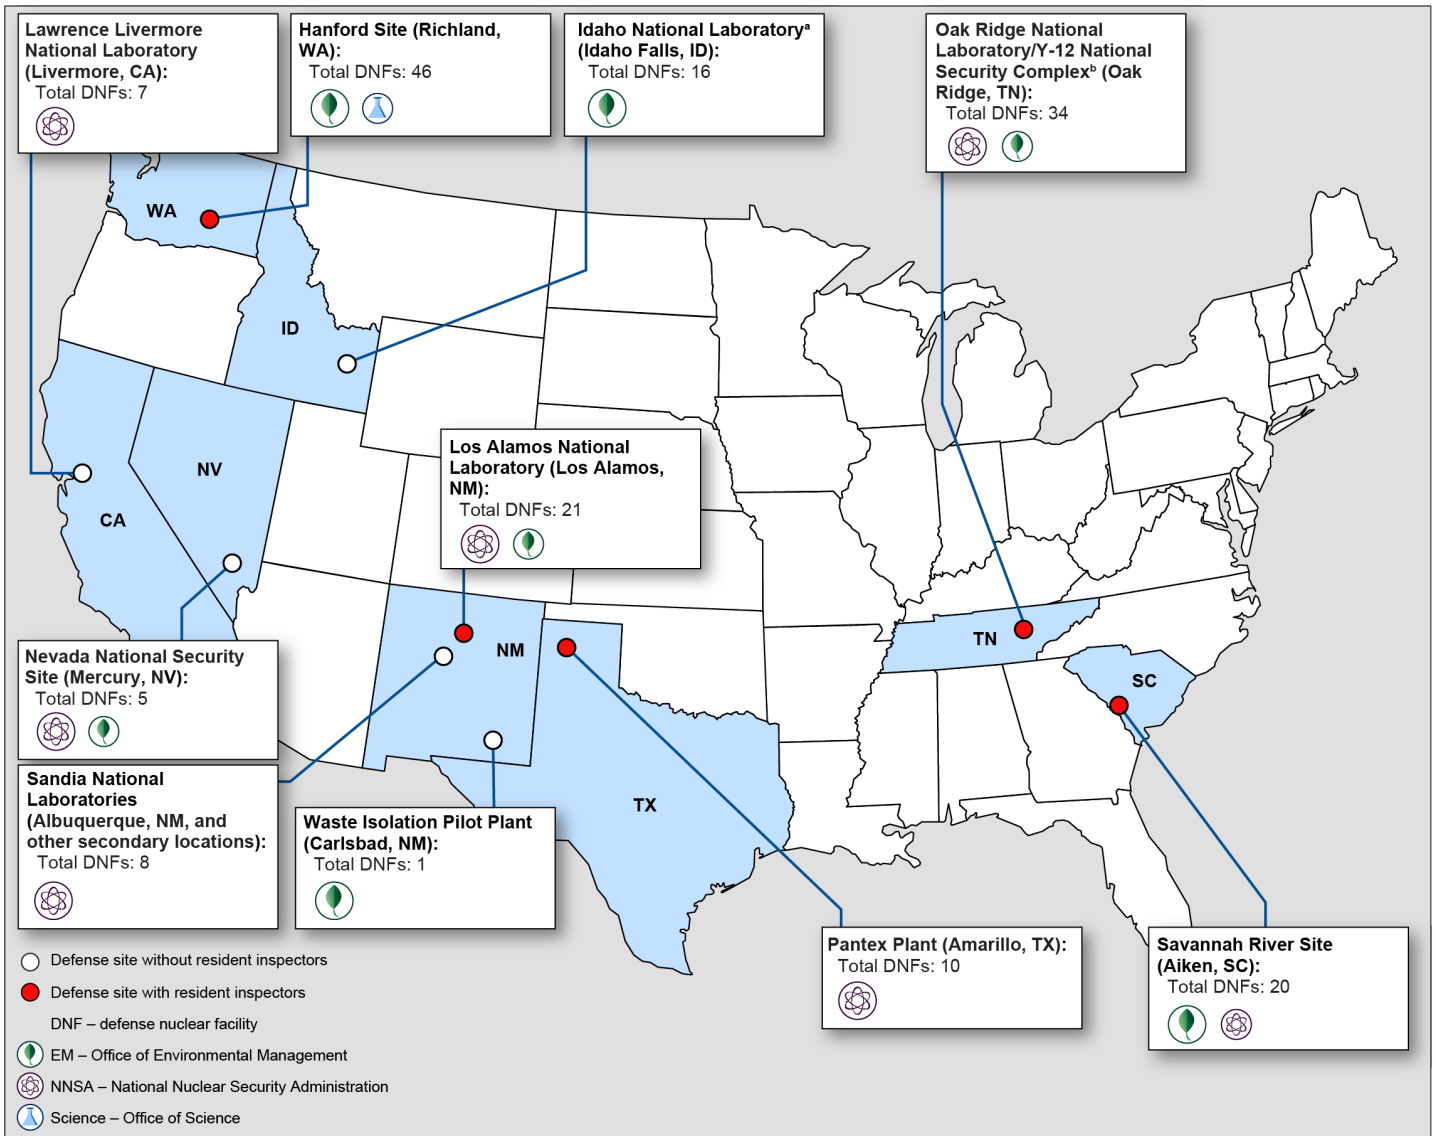 Lawrence Livermore
National Laboratory
(Livermore, CA):
Total DNFs: 7
Hanford Site (Richland,
WA):
Total DNFs: 46
Idaho National Laboratoryᵃ
(Idaho Falls, ID):
Total DNFs: 16
Oak Ridge National
Laboratory/Y-12 National
Security Complexᵇ (Oak
Ridge, TN):
Total DNFs: 34
WA
ID
NV
CA
Los Alamos National
Laboratory (Los Alamos,
NM):
Total DNFs: 21
NM
TN
SC
TX
Nevada National Security
Site (Mercury, NV):
Total DNFs: 5
Sandia National
Laboratories
(Albuquerque, NM, and
other secondary locations):
Total DNFs: 8
Waste Isolation Pilot Plant
(Carlsbad, NM):
Total DNFs: 1
Pantex Plant (Amarillo, TX):
Total DNFs: 10
Savannah River Site
(Aiken, SC):
Total DNFs: 20
Defense site without resident inspectors
Defense site with resident inspectors
DNF – defense nuclear facility
EM – Office of Environmental Management
NNSA – National Nuclear Security Administration
Science – Office of Science